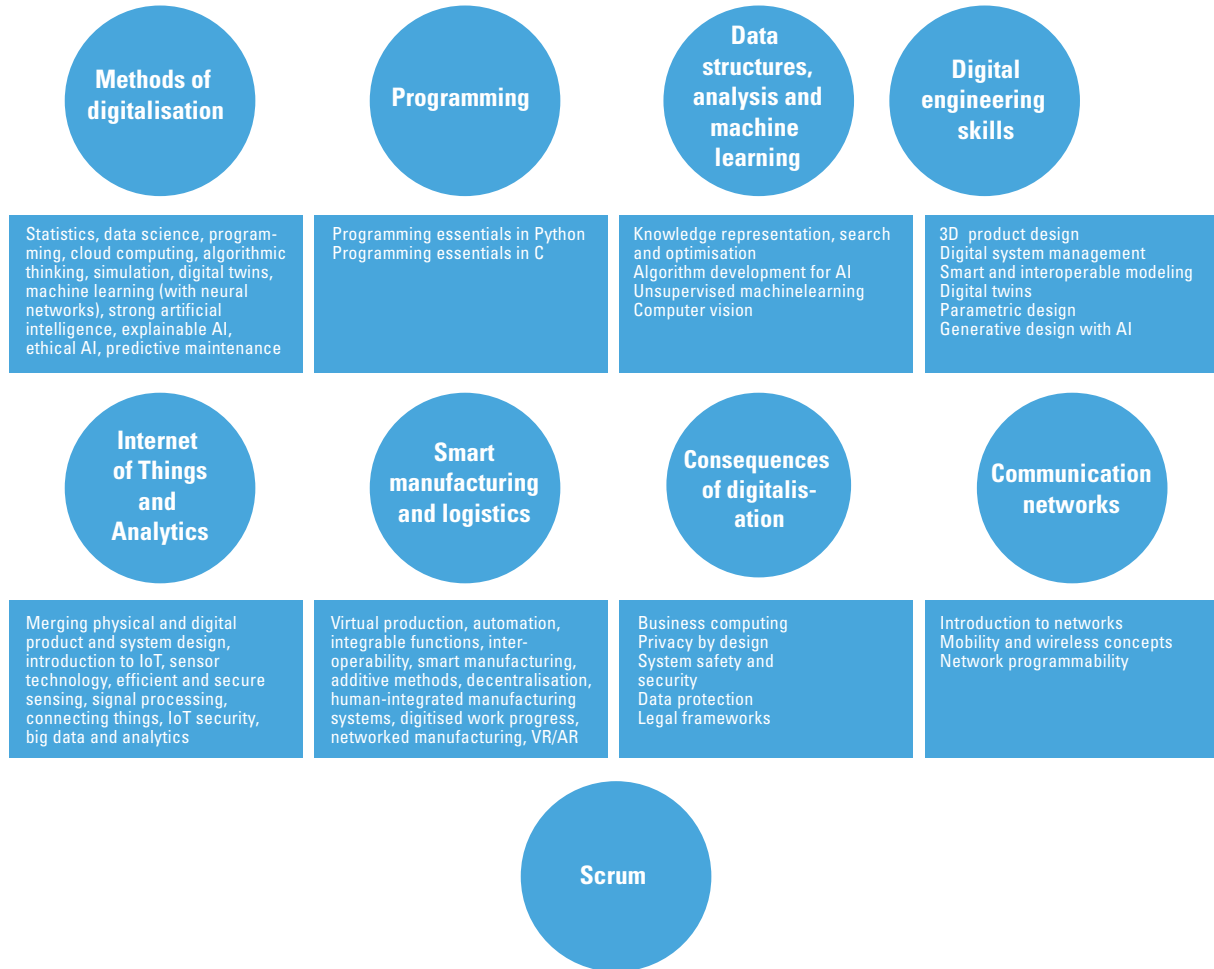 Methods of
digitalisation
Programming
Data
structures,
analysis and
machine
learning
Digital
engineering
skills
Statistics, data science, program-
ming, cloud computing, algorithmic
thinking, simulation, digital twins,
machine learning (with neural
networks), strong artificial
intelligence, explainable AI,
ethical AI, predictive maintenance
Programming essentials in Python
Programming essentials in C
Knowledge representation, search
and optimisation
Algorithm development for AI
Unsupervised machinelearning
Computer vision
3D  product design
Digital system management
Smart and interoperable modeling
Digital twins
Parametric design
Generative design with AI
Internet
of Things
and
Analytics
Smart
manufacturing
and logistics
Consequences
of digitalis-
ation
Communication
networks
Merging physical and digital
product and system design,
introduction to IoT, sensor
technology, efficient and secure
sensing, signal processing,
connecting things, IoT security,
big data and analytics
Virtual production, automation,
integrable functions, inter-
operability, smart manufacturing,
additive methods, decentralisation,
human-integrated manufacturing
systems, digitised work progress,
networked manufacturing, VR/AR
Business computing
Privacy by design
System safety and
security
Data protection
Legal frameworks
Introduction to networks
Mobility and wireless concepts
Network programmability
Scrum